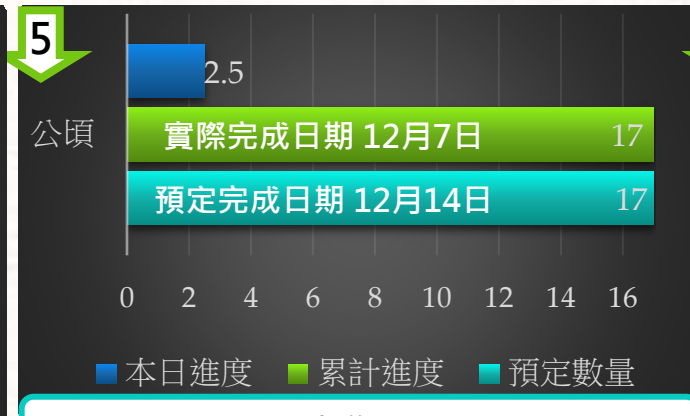 5
2.5
公頃
實際完成日期 12月7日 17
預定完成日期 12月14日 17
0 2 4 6 8 10 12 14 16
本日進度 累計進度 預定數量